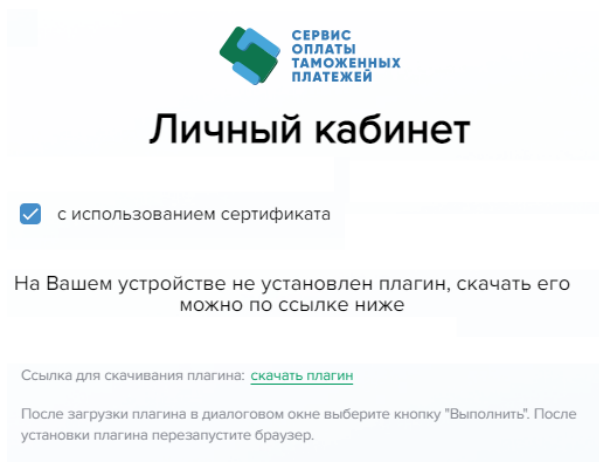 СЕРВИС
ОПЛАТЫ
ТАМОЖЕННЫХ
ПЛАТЕЖЕЙ
Личный кабинет
с использованием сертификата
На Вашем устройстве не установлен плагин, скачать его
можно по ссылке ниже
Ссылка для скачивания плагина: скачать плагин
После загрузки плагина в диалоговом окне выберите кнопку "Выполнить". После
установки плагина перезапустите браузер.